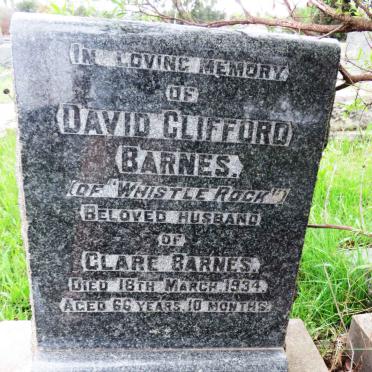 IN LOVING MEMORY
OF
DAVID CLIFFORD
BARNES.
(OF "WHISTLE ROCK")
BELOVED HUSBAND
OF
CLARE BARNES.
DIED 18TH MARCH, 1934.
AGED 66 YEARS, 10 MONTHS.